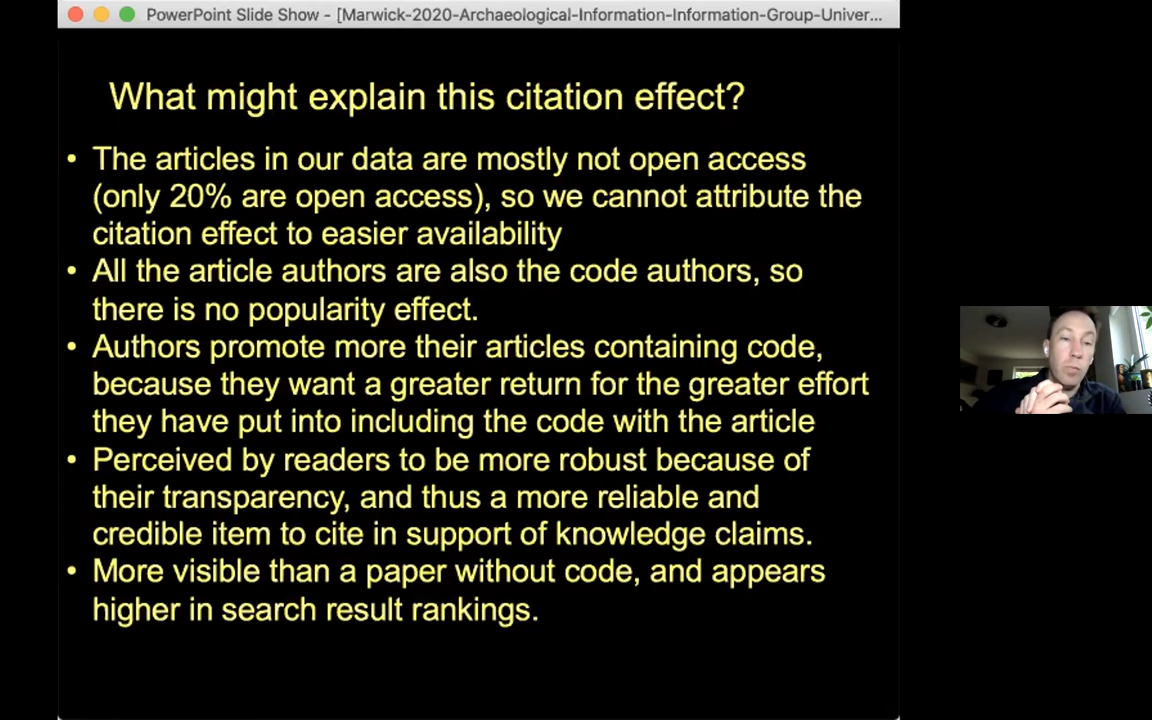 PowerPoint Slide Show - [Marwick-2020-Archaeological-Information-Information-Group-Univer...
What might explain this citation effect?
• The articles in our data are mostly not open access
(only 20% are open access), so we cannot attribute the
citation effect to easier availability
• All the article authors are also the code authors, so
there is no popularity effect.
• Authors promote more their articles containing code,
because they want a greater return for the greater effort
they have put into including the code with the article
• Perceived by readers to be more robust because of
their transparency, and thus a more reliable and
credible item to cite in support of knowledge claims.
• More visible than a paper without code, and appears
higher in search result rankings.